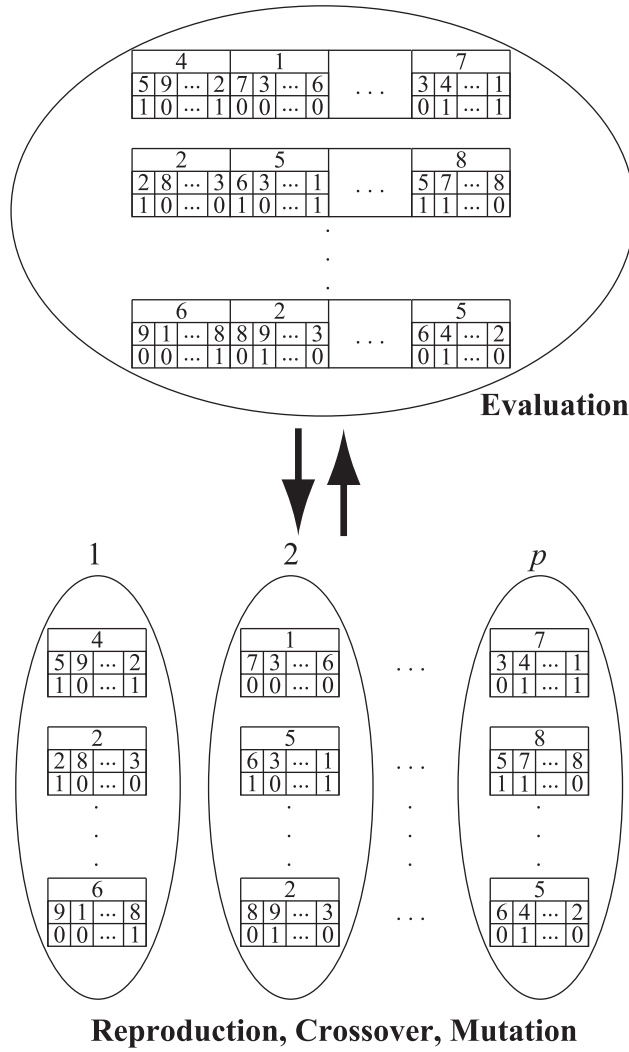 4 1 7
5 9 ... 2 7 3 ... 6 ... 3 4 ... 1
1 0 ... 1 0 0 ... 0 0 1 ... 1
2 5 8
2 8 ... 3 6 3 ... 1 ... 5 7 ... 8
1 0 ... 0 1 0 ... 1 1 1 ... 0
.
.
.
6 2 5
9 1 ... 8 8 9 ... 3 ... 6 4 ... 2
0 0 ... 1 0 1 ... 0 0 1 ... 0
Evaluation
1 2 p
4 1 7
5 9 ... 2 7 3 ... 6 ... 3 4 ... 1
1 0 ... 1 0 0 ... 0 0 1 ... 1
2 5 8
2 8 ... 3 6 3 ... 1 ... 5 7 ... 8
1 0 ... 0 1 0 ... 1 1 1 ... 0
. . . .
. . . .
. . . .
6 2 5
9 1 ... 8 8 9 ... 3 ... 6 4 ... 2
0 0 ... 1 0 1 ... 0 0 1 ... 0
Reproduction, Crossover, Mutation